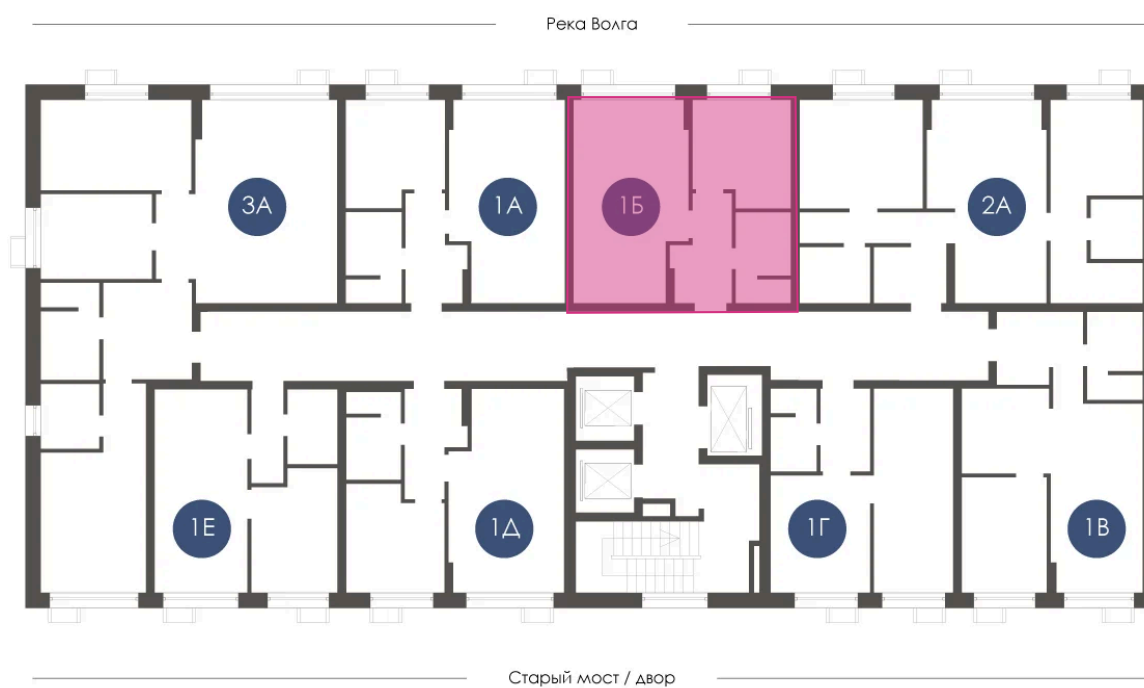 Река Волга
3А
1А
1Б
2А
1Е
1Д
1Г
1В
Старый мост / двор